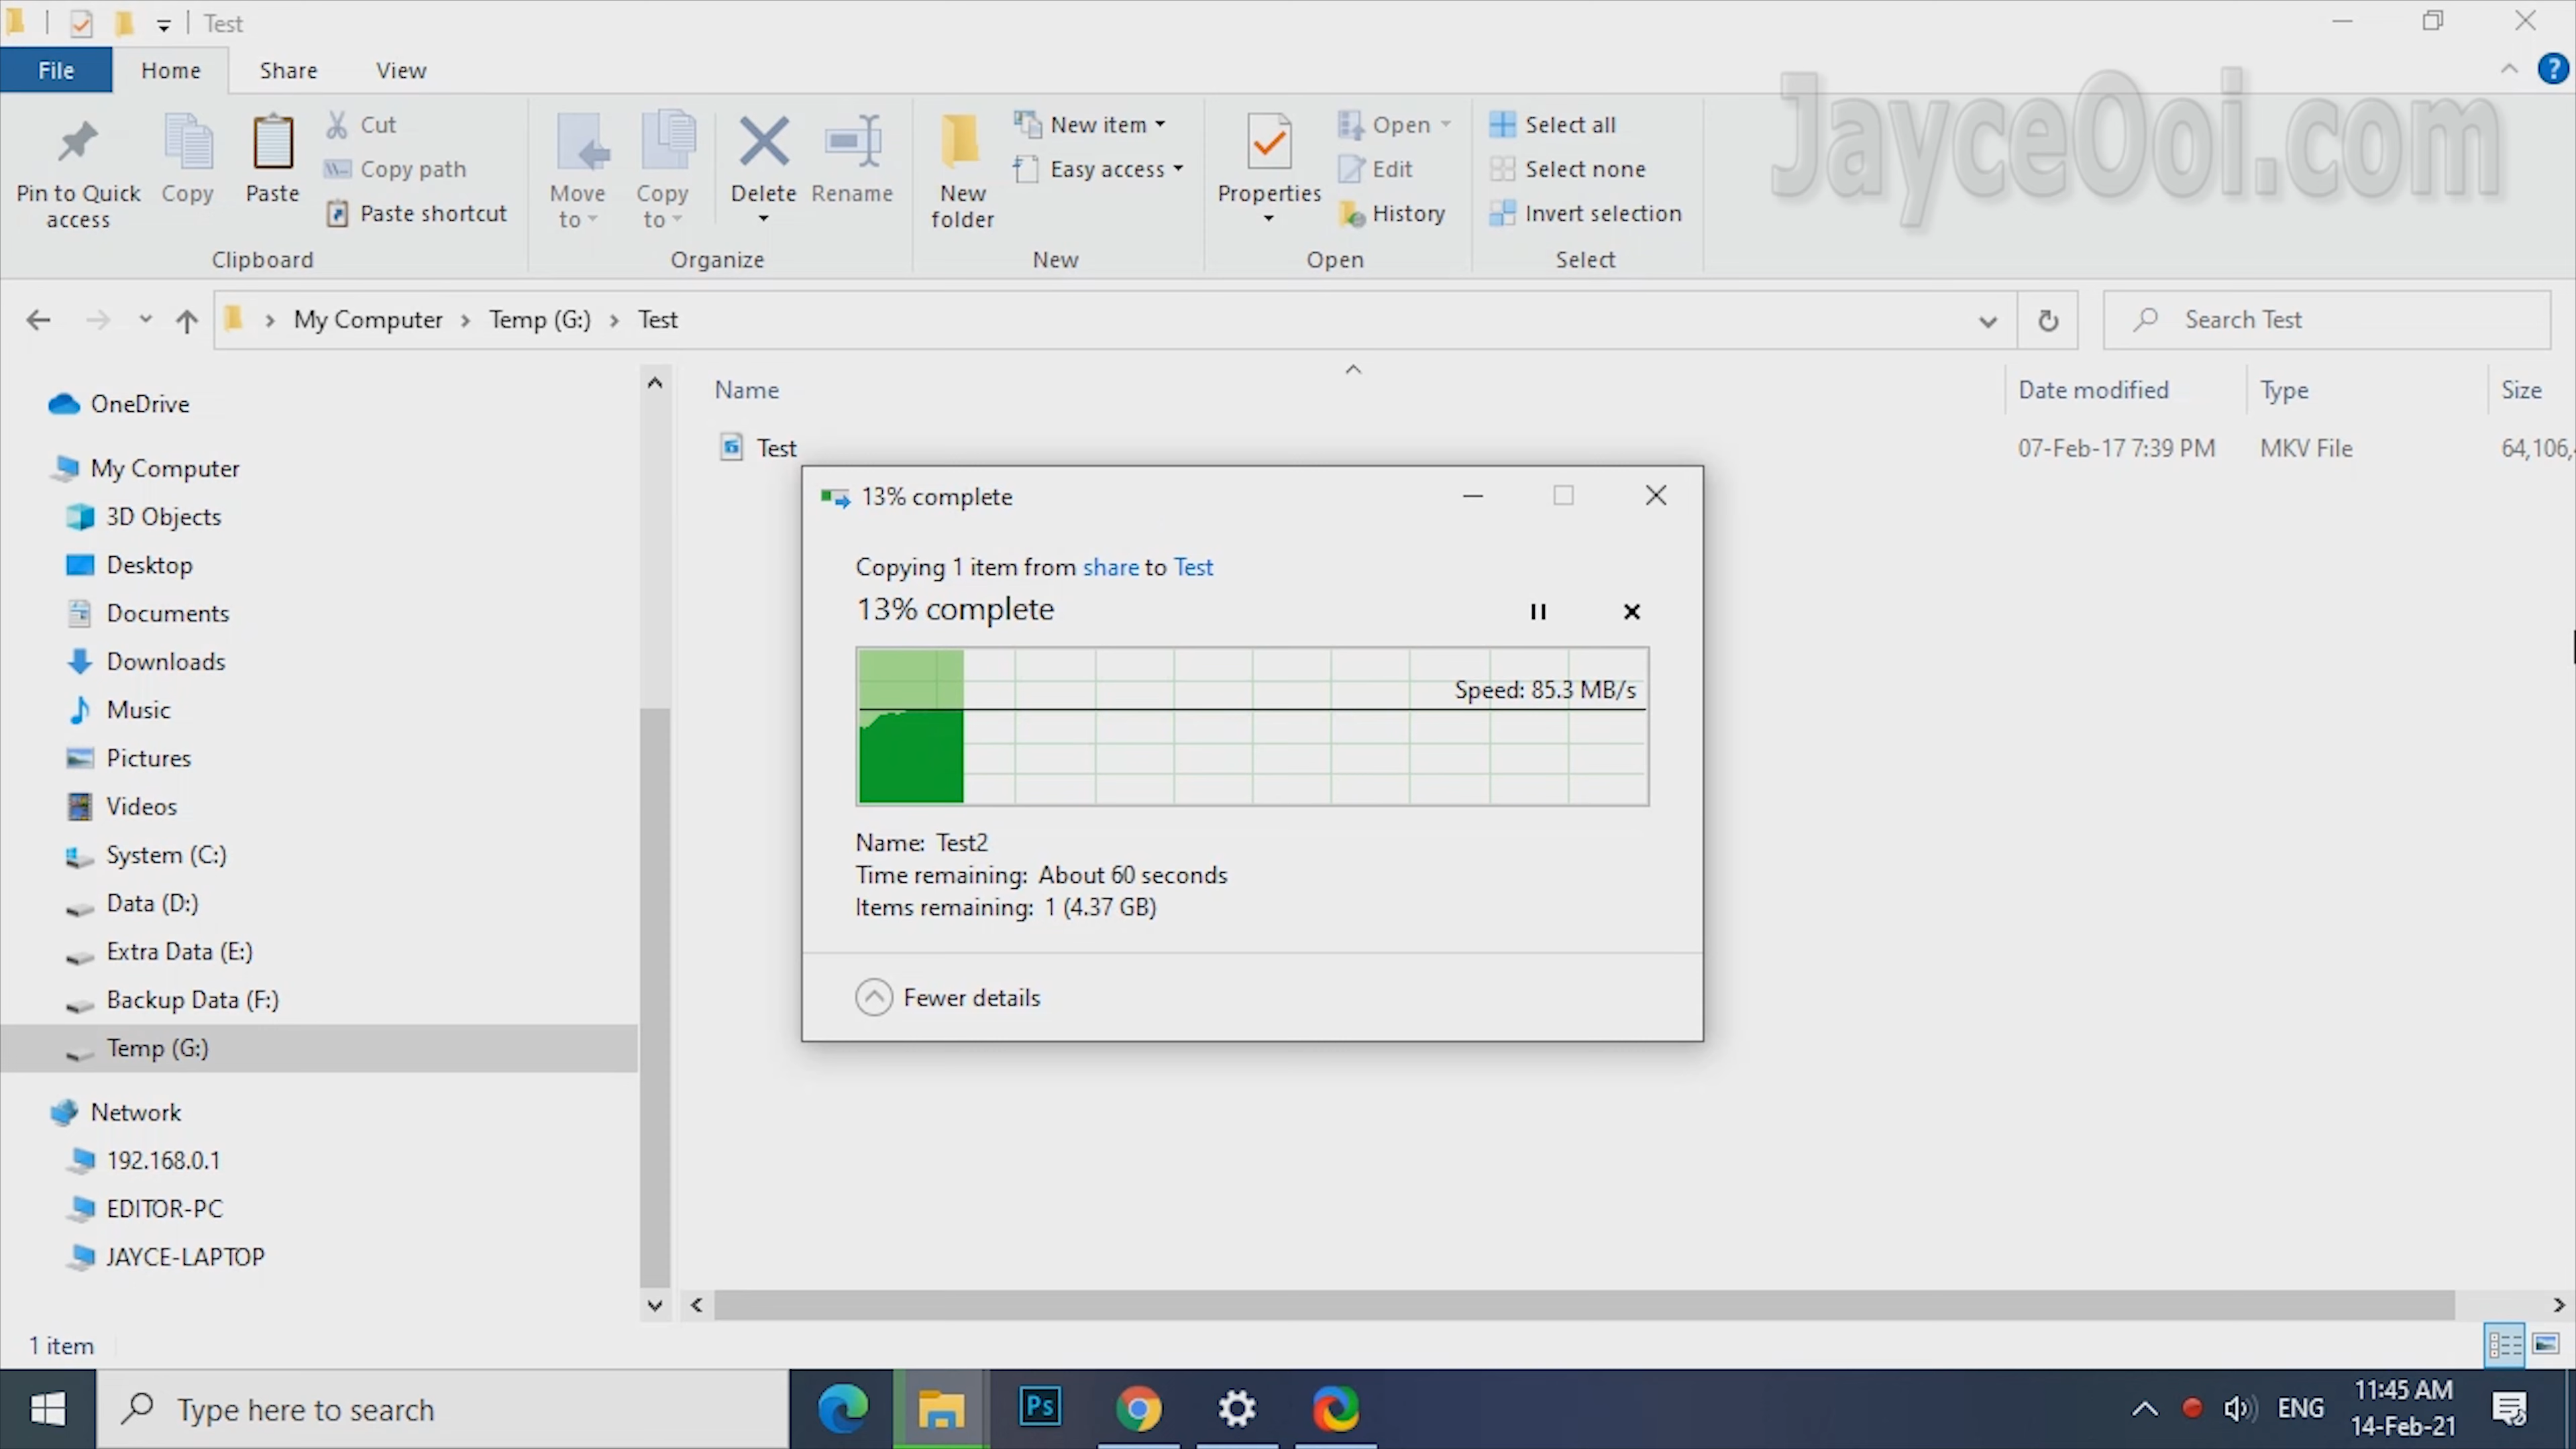 Test
File Home Share View
JayceOoi.com
Pin to Quick access
Copy
Paste
Cut
Copy path
Paste shortcut
Clipboard
Move to
Copy to
Delete
Rename
Organize
New folder
New item
Easy access
New
Properties
Open
Edit
History
Open
Select all
Select none
Invert selection
Select
My Computer > Temp (G:) > Test
Search Test
OneDrive
My Computer
3D Objects
Desktop
Documents
Downloads
Music
Pictures
Videos
System (C:)
Data (D:)
Extra Data (E:)
Backup Data (F:)
Temp (G:)
Network
192.168.0.1
EDITOR-PC
JAYCE-LAPTOP
Name Date modified Type Size
Test 07-Feb-17 7:39 PM MKV File 64,106,
13% complete
Copying 1 item from share to Test
13% complete
Speed: 85.3 MB/s
Name: Test2
Time remaining: About 60 seconds
Items remaining: 1 (4.37 GB)
Fewer details
1 item
Type here to search
Ps
ENG
11:45 AM
14-Feb-21